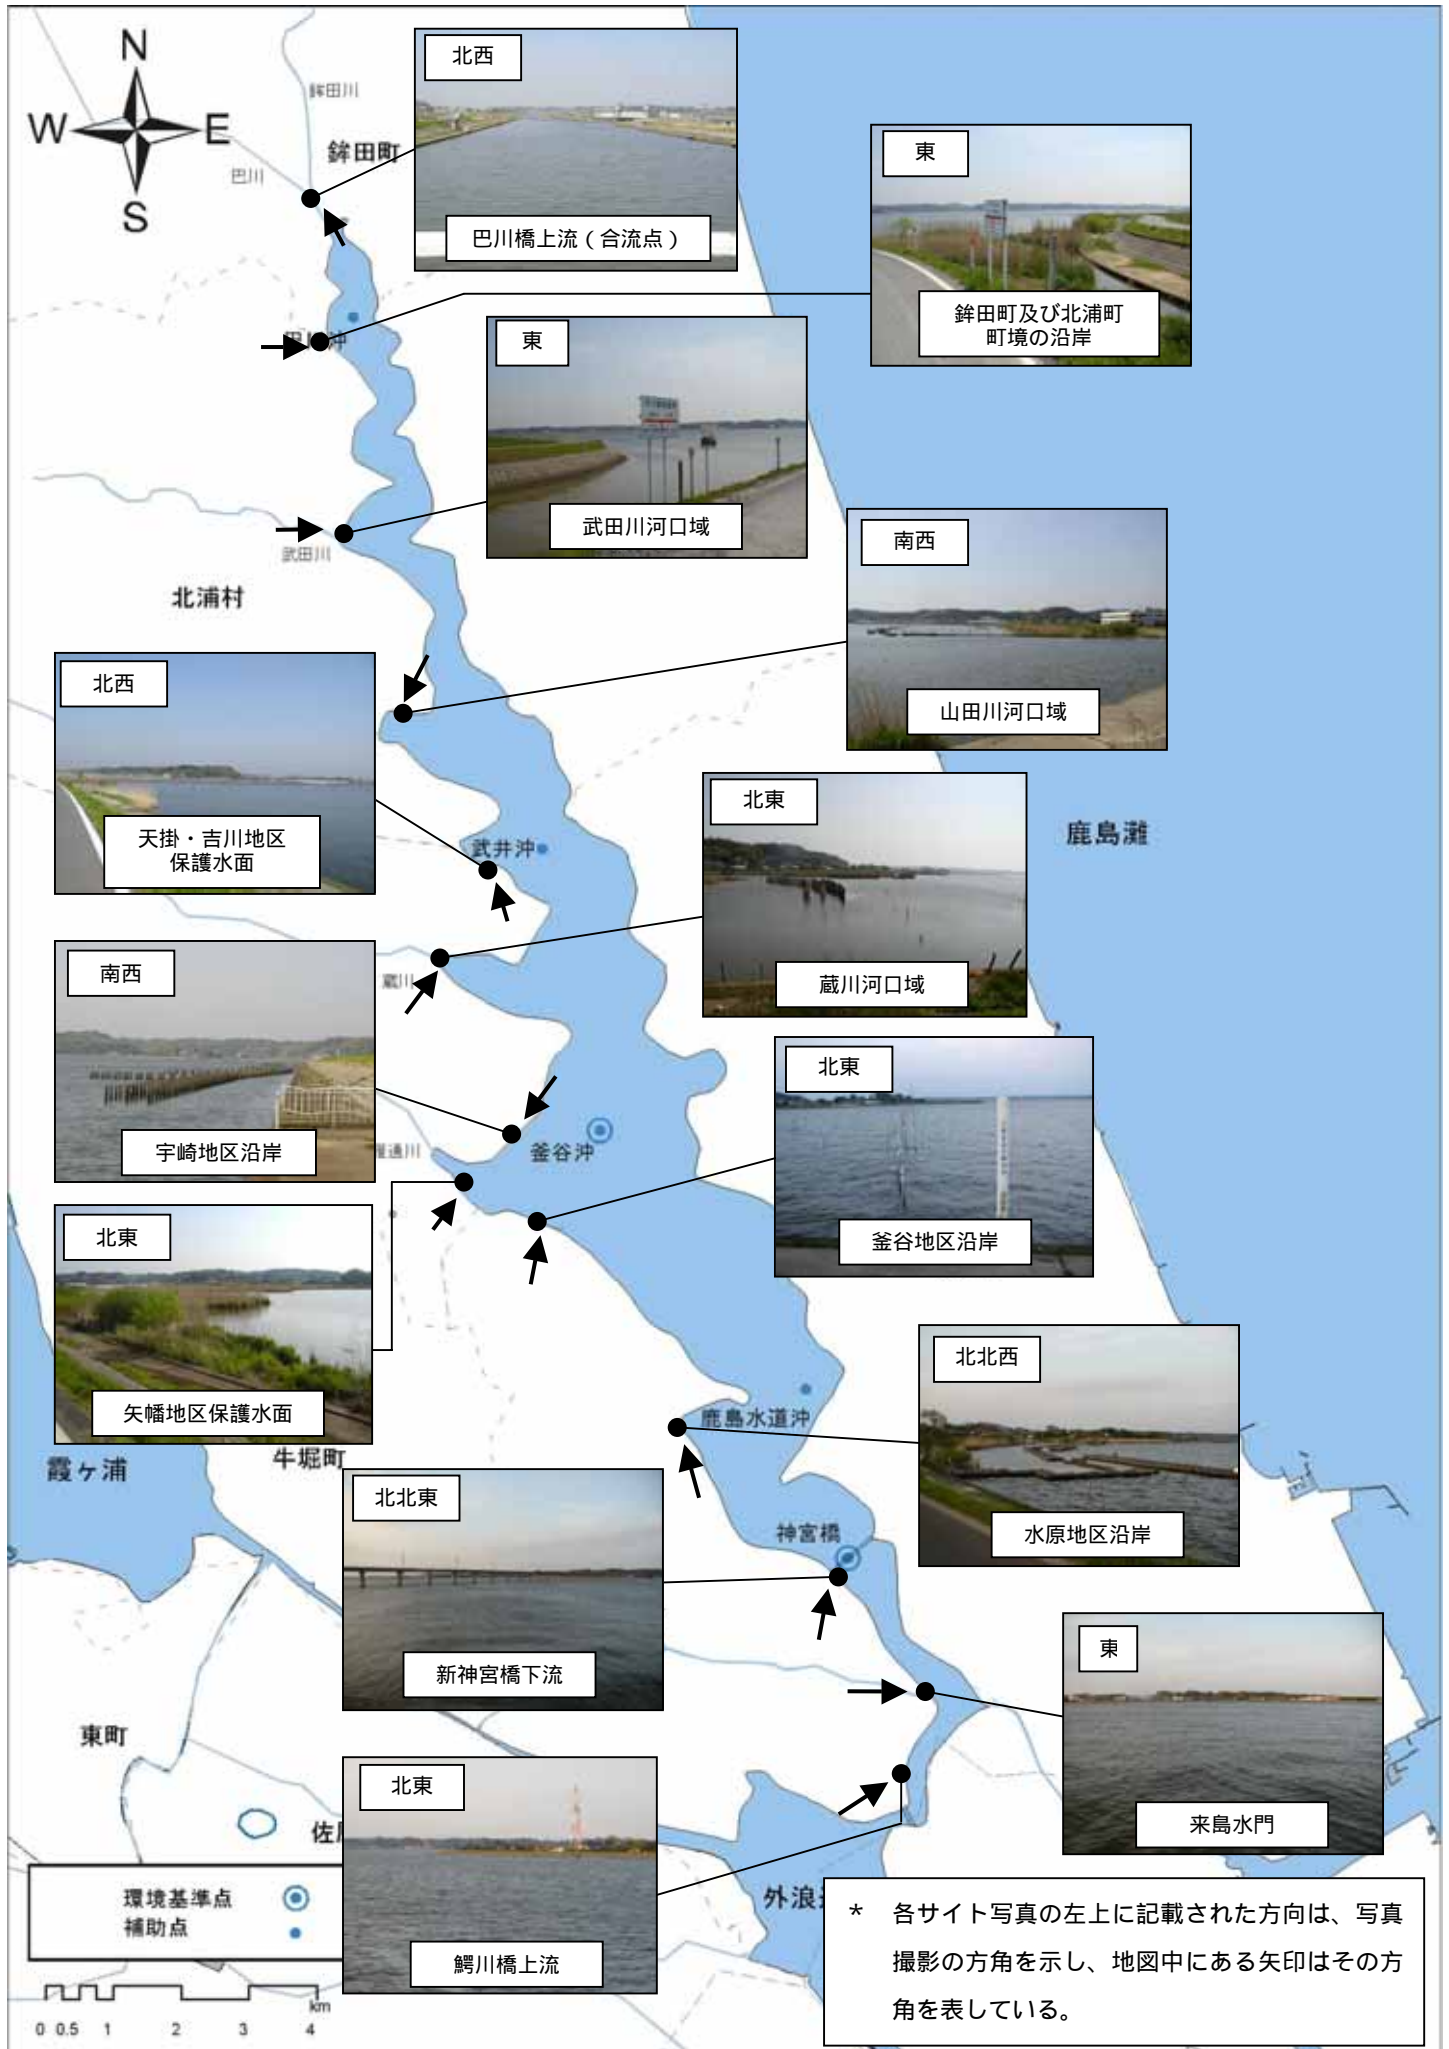 N
W
E
S
鉾田川
鉾田町
巴川
北西
巴川橋上流（合流点）
東
鉾田町及び北浦町
町境の沿岸
東
武田川河口域
武田川
北浦村
南西
山田川河口域
北西
天掛・吉川地区
保護水面
武井沖
北東
蔵川河口域
鹿島灘
蔵川
南西
宇崎地区沿岸
釜谷沖
北東
釜谷地区沿岸
北東
矢幡地区保護水面
北北西
水原地区沿岸
鹿島水道沖
霞ヶ浦
牛堀町
北北東
新神宮橋下流
神宮橋
東
来島水門
東町
北東
鰐川橋上流
外浪
環境基準点
補助点
km
0 0.5 1 2 3 4
* 各サイト写真の左上に記載された方向は、写真
撮影の方角を示し、地図中にある矢印はその方
角を表している。